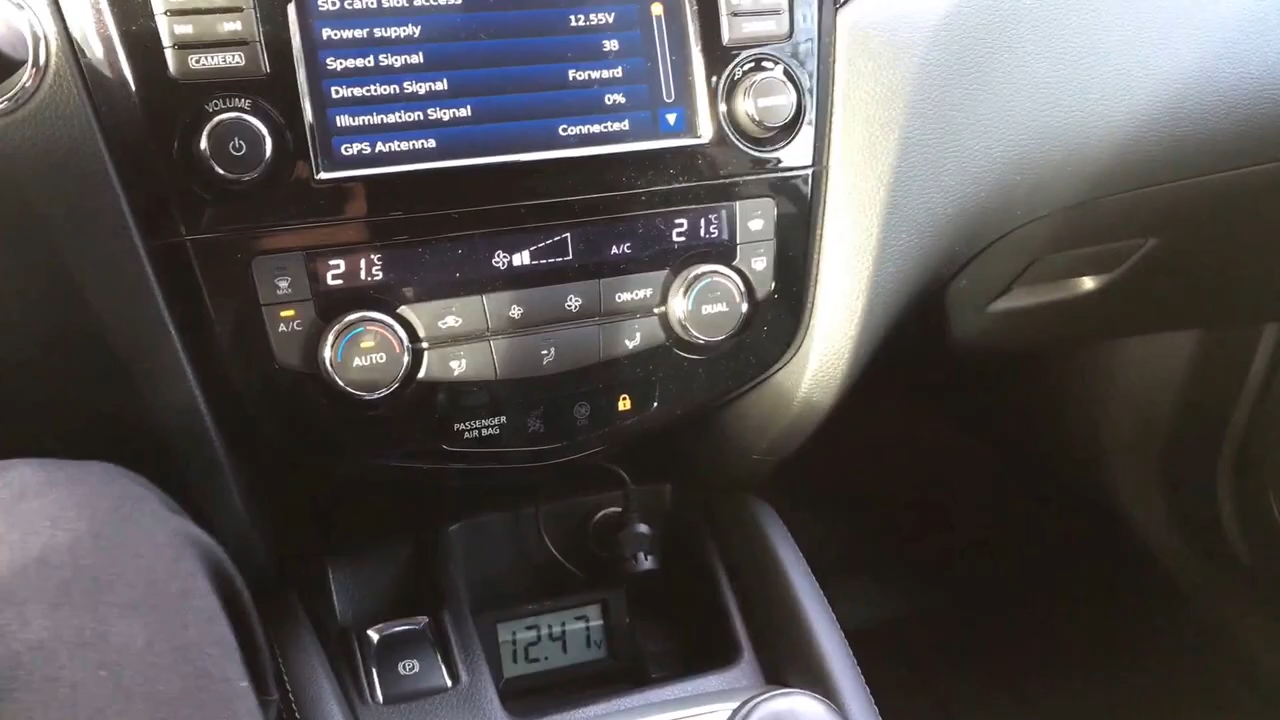 SD card slot access
Power supply 12.55V
Speed Signal 38
Direction Signal Forward
Illumination Signal 0%
GPS Antenna Connected
CAMERA
VOLUME
21.5°C
A/C
21.5°C
MAX
A/C
AUTO
ON·OFF
DUAL
PASSENGER
AIR BAG
(P)
12.47V